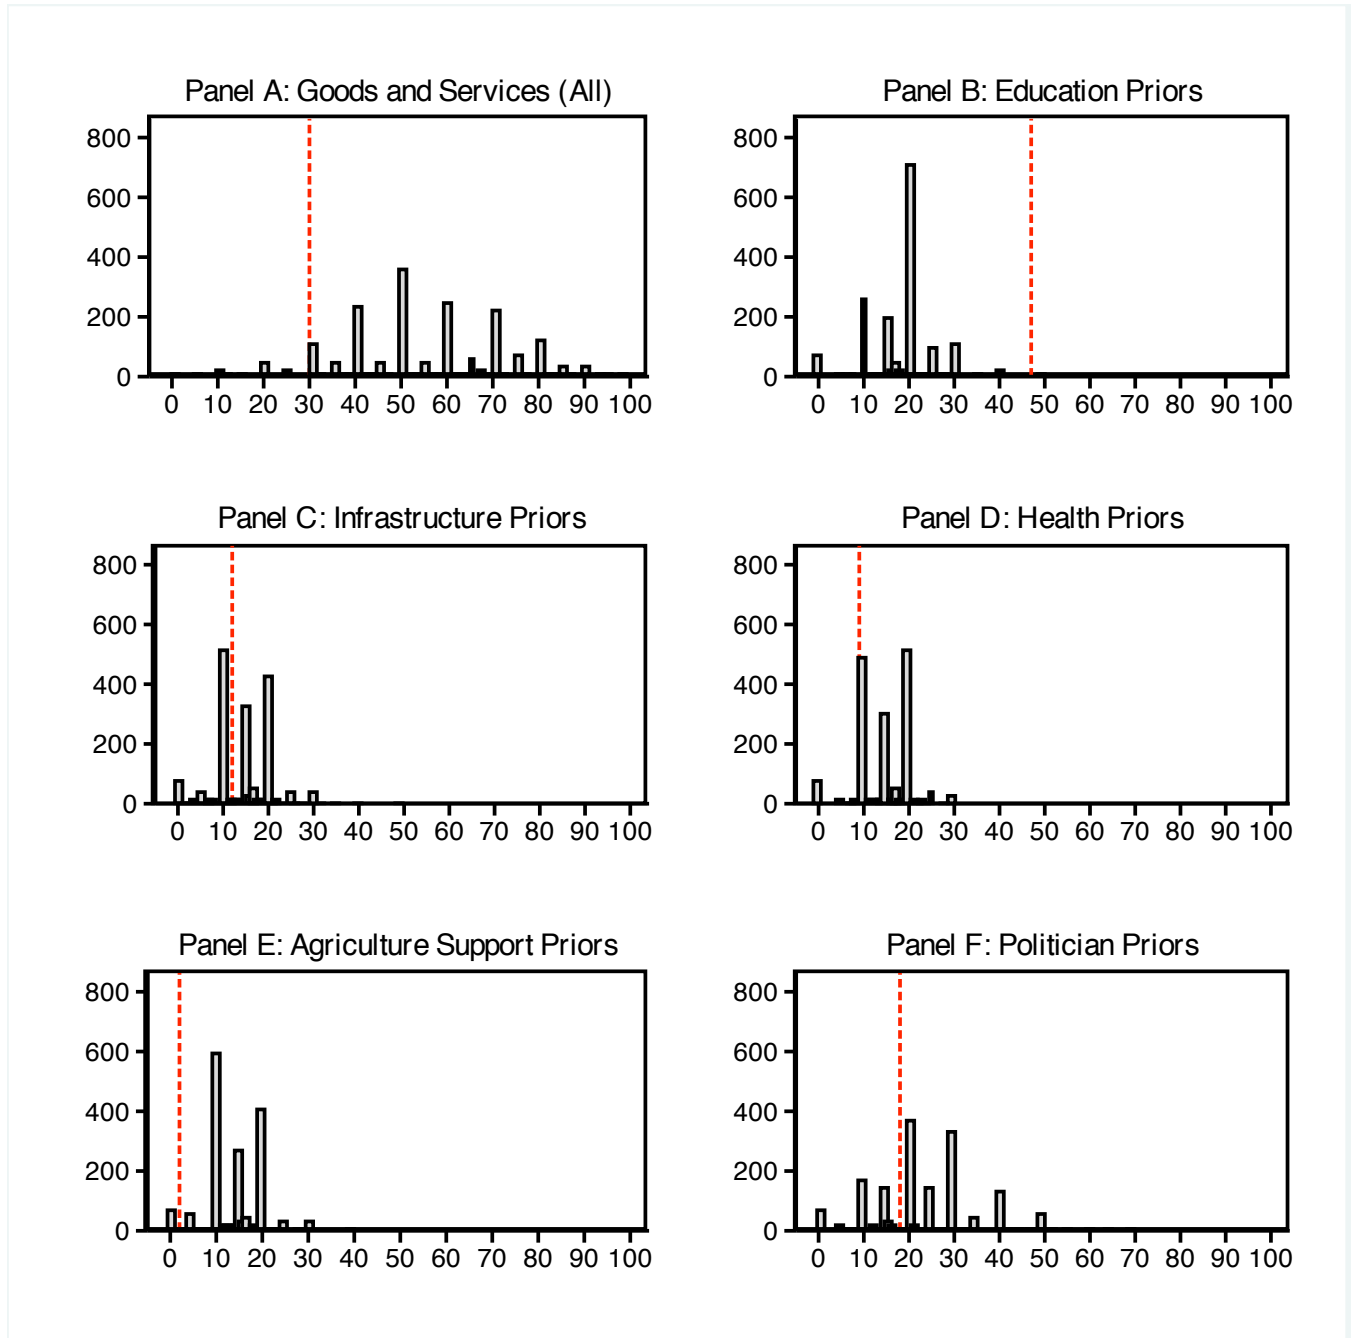 Panel A: Goods and Services (All)
800
600
400
200
0
0 10 20 30 40 50 60 70 80 90 100
Panel B: Education Priors
800
600
400
200
0
0 10 20 30 40 50 60 70 80 90 100
Panel C: Infrastructure Priors
800
600
400
200
0
0 10 20 30 40 50 60 70 80 90 100
Panel D: Health Priors
800
600
400
200
0
0 10 20 30 40 50 60 70 80 90 100
Panel E: Agriculture Support Priors
800
600
400
200
0
0 10 20 30 40 50 60 70 80 90 100
Panel F: Politician Priors
800
600
400
200
0
0 10 20 30 40 50 60 70 80 90 100